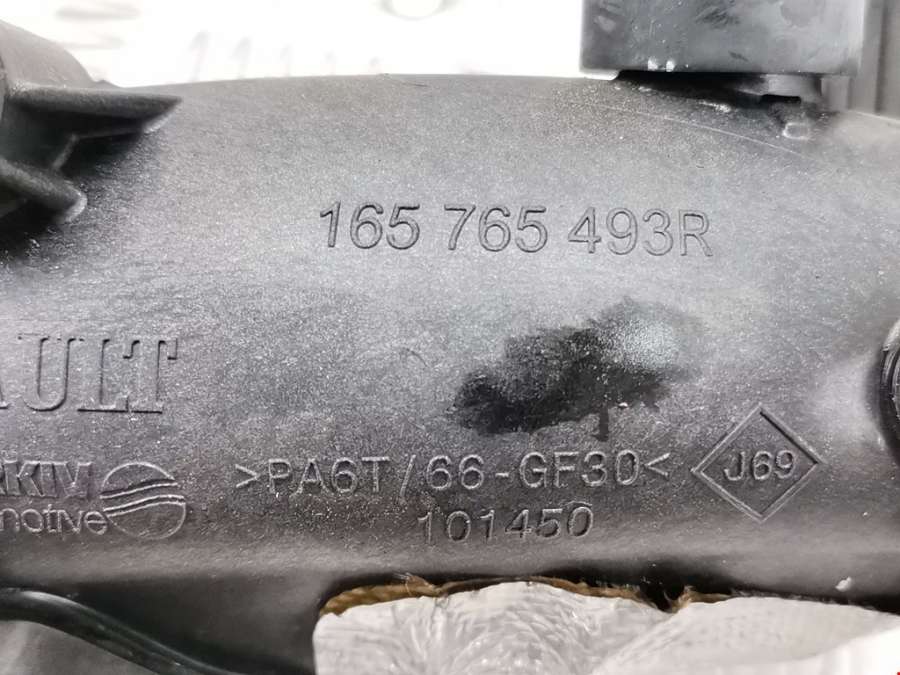 165 765 493R
AULT
>PA6T/66-GF30<
J69
101450